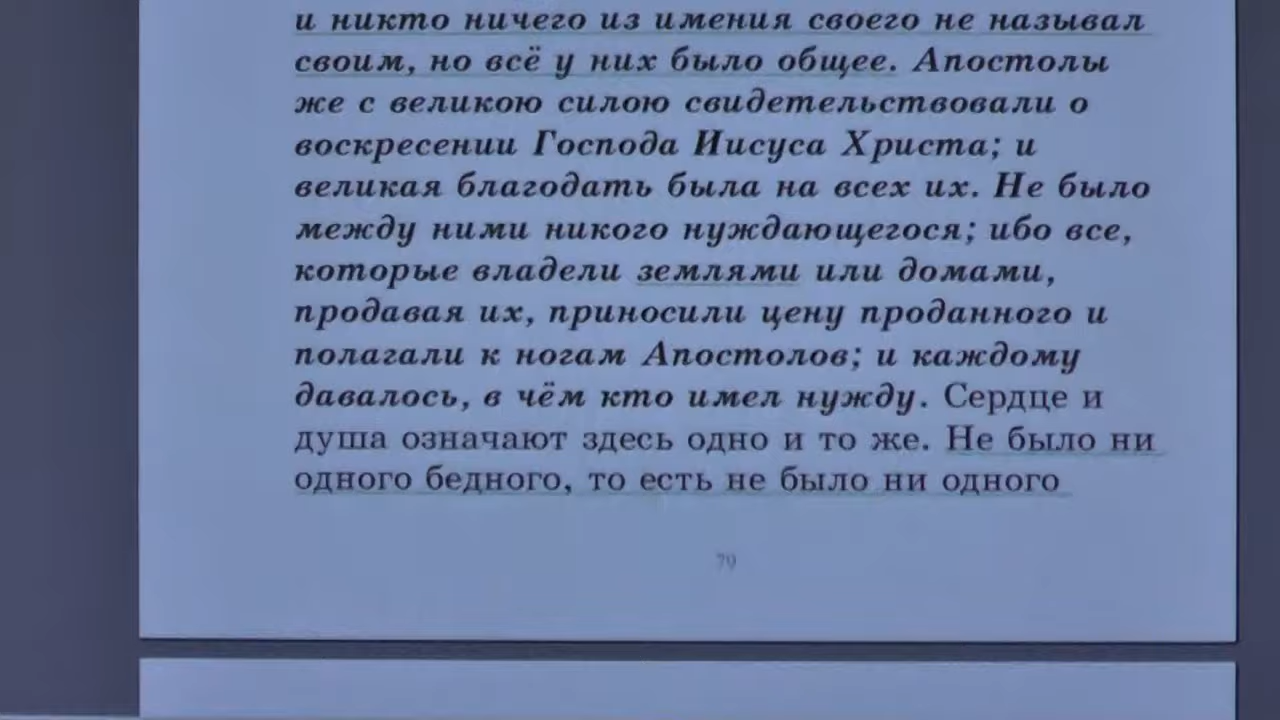 и никто ничего из имения своего не называл
своим, но всё у них было общее. Апостолы
же с великою силою свидетельствовали о
воскресении Господа Иисуса Христа; и
великая благодать была на всех их. Не было
между ними никого нуждающегося; ибо все,
которые владели землями или домами,
продавая их, приносили цену проданного и
полагали к ногам Апостолов; и каждому
давалось, в чём кто имел нужду. Сердце и
душа означают здесь одно и то же. Не было ни
одного бедного, то есть не было ни одного
79